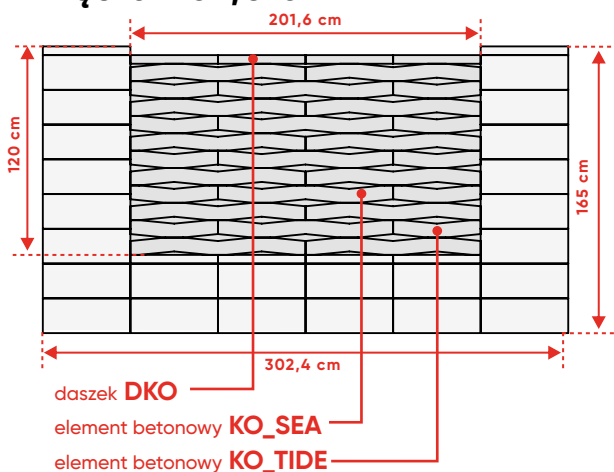 201,6 cm
120 cm
165 cm
302,4 cm
daszek DKO
element betonowy KO_SEA
element betonowy KO_TIDE